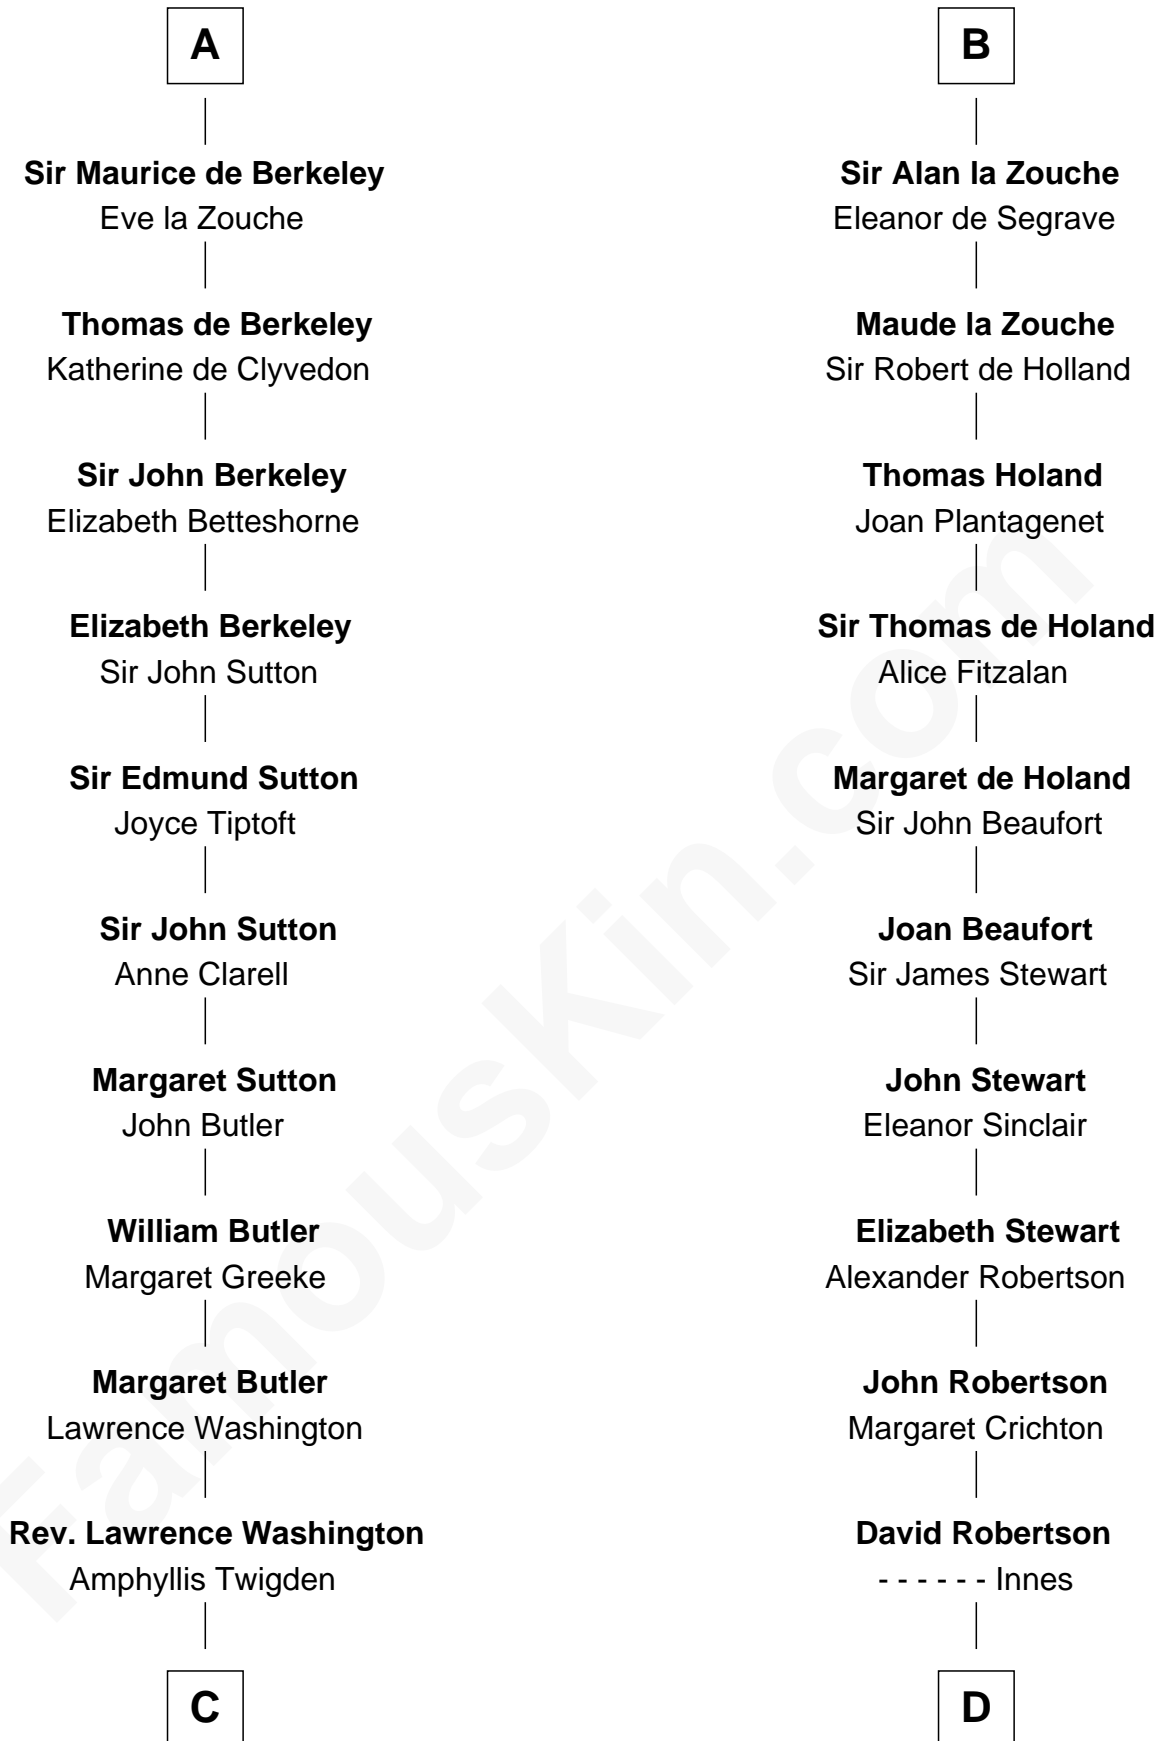 A
Sir Maurice de Berkeley
Eve la Zouche
Thomas de Berkeley
Katherine de Clyvedon
Sir John Berkeley
Elizabeth Betteshorne
Elizabeth Berkeley
Sir John Sutton
Sir Edmund Sutton
Joyce Tiptoft
Sir John Sutton
Anne Clarell
Margaret Sutton
John Butler
William Butler
Margaret Greeke
Margaret Butler
Lawrence Washington
Rev. Lawrence Washington
Amphyllis Twigden
C
B
Sir Alan la Zouche
Eleanor de Segrave
Maude la Zouche
Sir Robert de Holland
Thomas Holand
Joan Plantagenet
Sir Thomas de Holand
Alice Fitzalan
Margaret de Holand
Sir John Beaufort
Joan Beaufort
Sir James Stewart
John Stewart
Eleanor Sinclair
Elizabeth Stewart
Alexander Robertson
John Robertson
Margaret Crichton
David Robertson
- - - - - - Innes
D
FamousKin.com